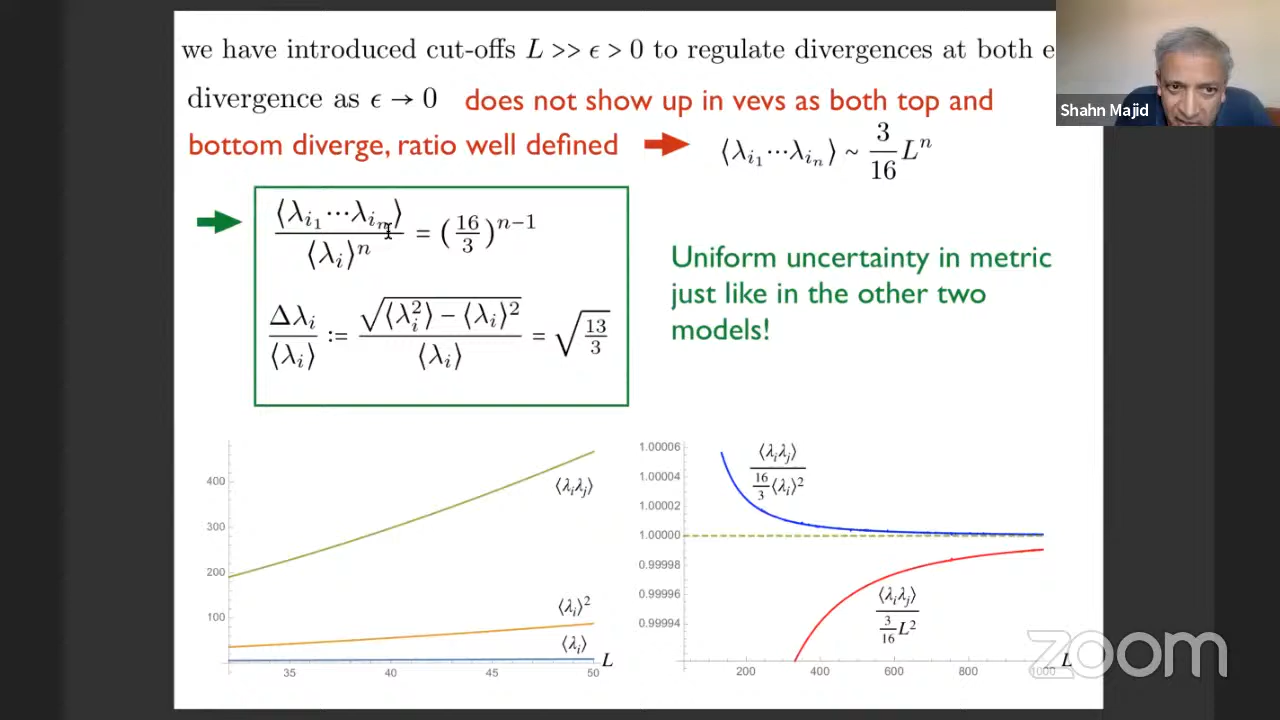 we have introduced cut-offs L >> ϵ > 0 to regulate divergences at both e
Shahn Majid
divergence as ϵ → 0 does not show up in vevs as both top and
bottom diverge, ratio well defined ➡ ⟨λ_{i_1}⋯λ_{i_n}⟩ ~ 3/16 L^n
➡ ⟨λ_{i_1}⋯λ_{i_n}⟩ / ⟨λ_i⟩^n = (16/3)^{n−1}
Δλ_i / ⟨λ_i⟩ := √(⟨λ_i^2⟩ − ⟨λ_i⟩^2) / ⟨λ_i⟩ = √(13/3)
Uniform uncertainty in metric
just like in the other two
models!
400
300
200
100
⟨λ_iλ_j⟩
⟨λ_i⟩^2
⟨λ_i⟩
35 40 45 50
L
1.00006
1.00004
1.00002
1.00000
0.99998
0.99996
0.99994
⟨λ_iλ_j⟩ / (16/3 ⟨λ_i⟩^2)
⟨λ_iλ_j⟩ / (3/16 L^2)
200 400 600 800 1000
L
zoom